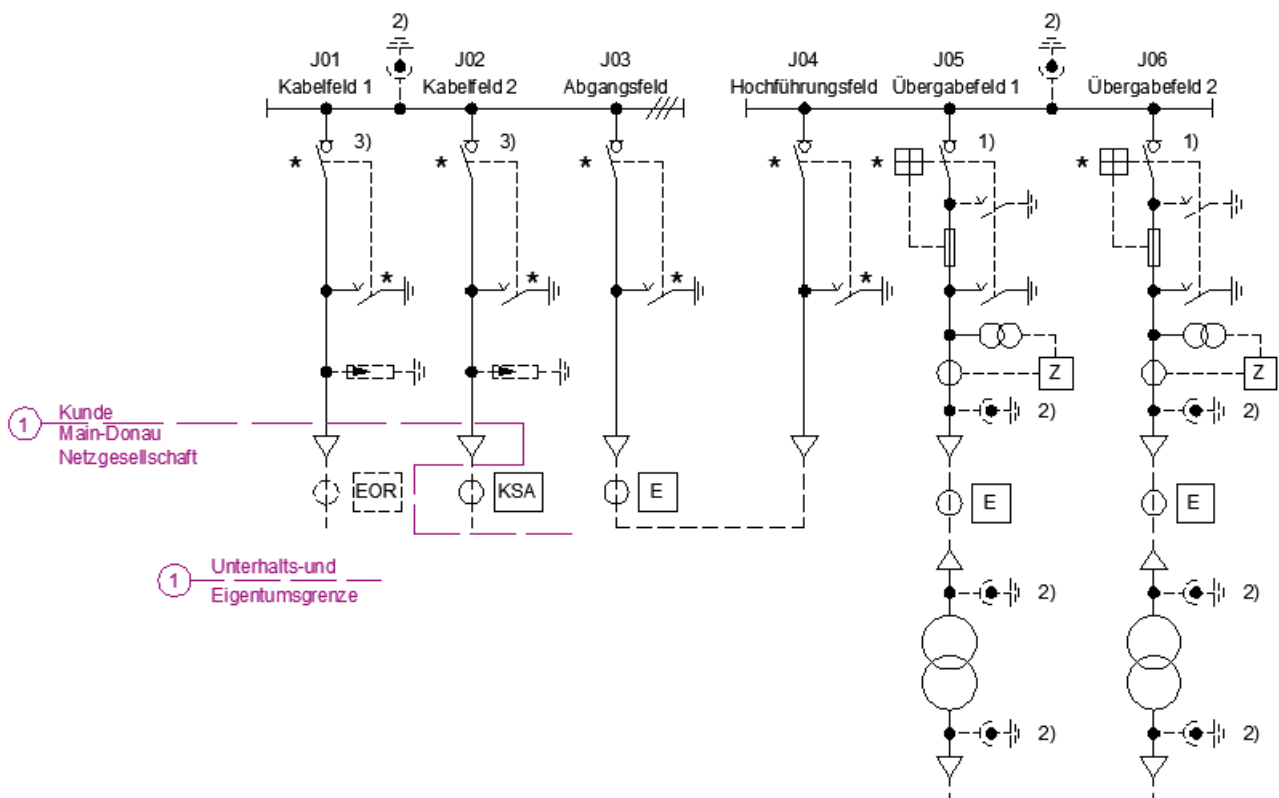 2)
2)
J01
J02
J03
J04
J05
J06
Kabelfeld 1
Kabelfeld 2
Abgangsfeld
Hochführungsfeld
Übergabefeld 1
Übergabefeld 2
*
3)
*
3)
*
*
*
1)
*
1)
*
*
*
*
Z
Z
2)
2)
1
Kunde
Main-Donau
Netzgesellschaft
EOR
KSA
E
E
E
1
Unterhalts-und
Eigentumsgrenze
2)
2)
2)
2)